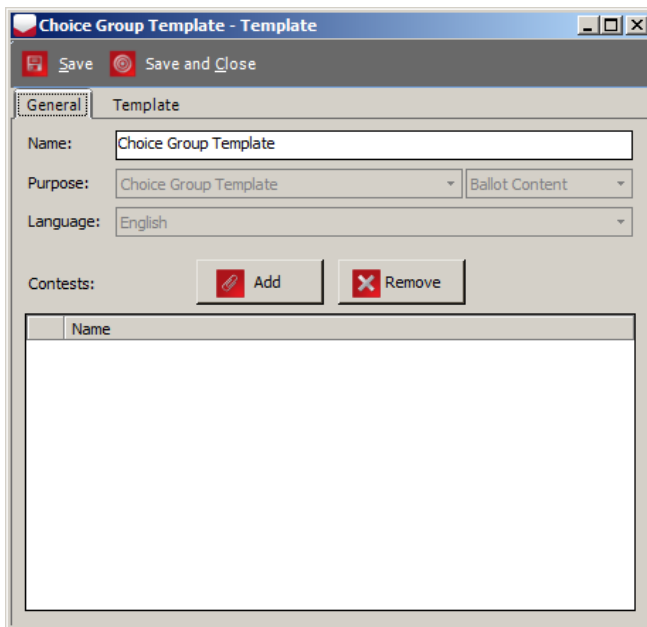 Choice Group Template - Template
Save Save and Close
General Template
Name: Choice Group Template
Purpose: Choice Group Template Ballot Content
Language: English
Contests: Add Remove
Name